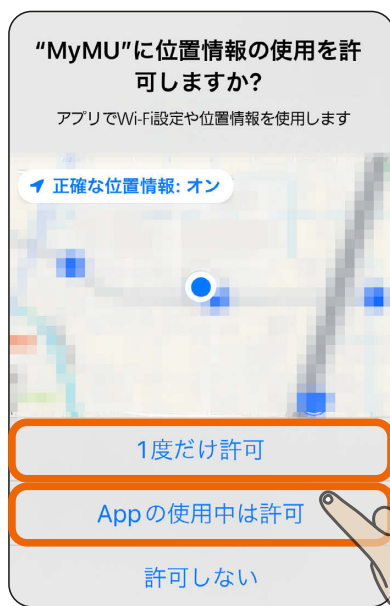 “MyMU”に位置情報の使用を許
可しますか?
アプリでWi-Fi設定や位置情報を使用します
正確な位置情報: オン
1度だけ許可
Appの使用中は許可
許可しない